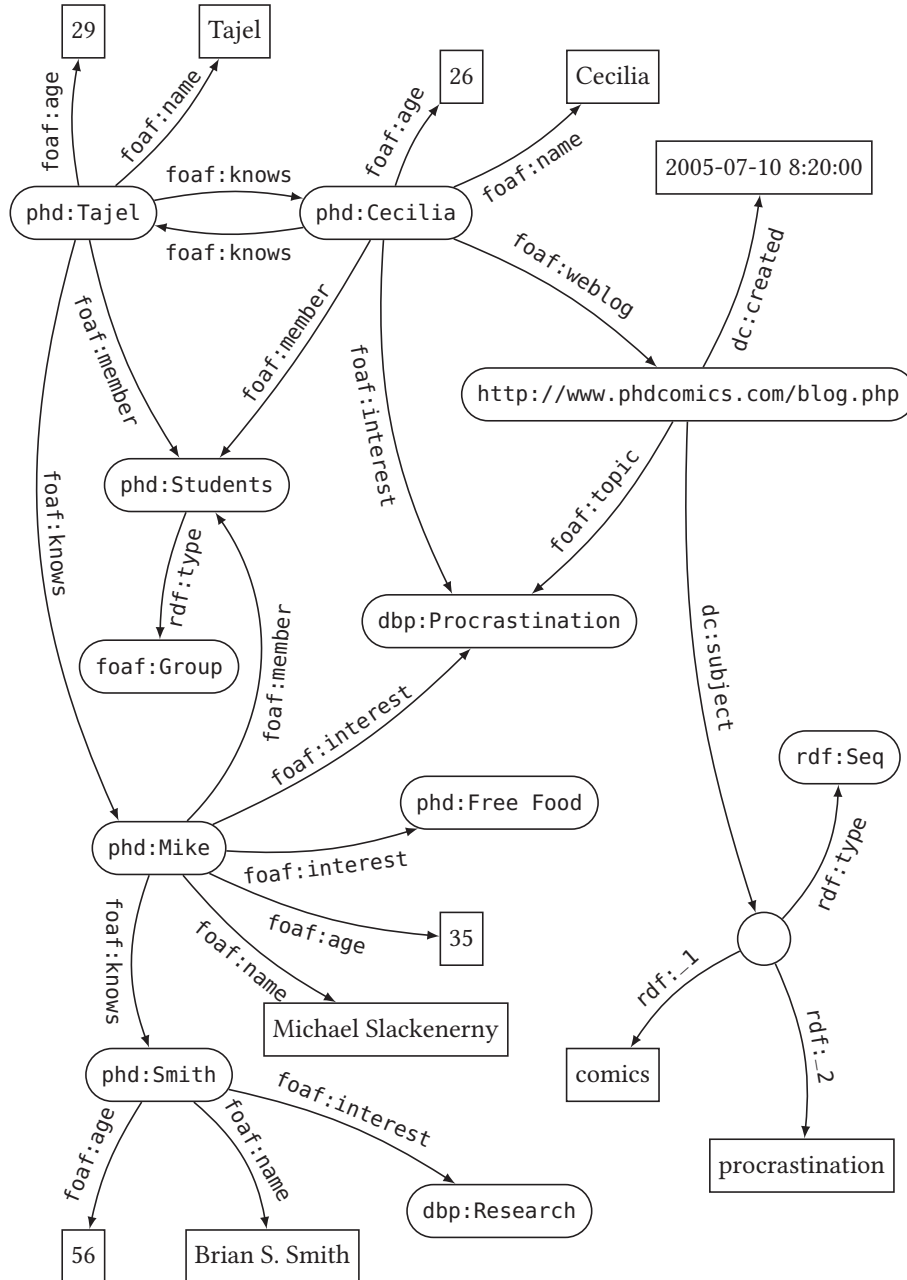 29
Tajel
26
Cecilia
foaf:age
foaf:name
foaf:age
foaf:name
2005-07-10 8:20:00
foaf:knows
phd:Tajel
phd:Cecilia
foaf:knows
foaf:weblog
dc:created
foaf:member
foaf:member
foaf:interest
http://www.phdcomics.com/blog.php
foaf:knows
phd:Students
foaf:topic
rdf:type
dbp:Procrastination
foaf:Group
foaf:member
dc:subject
foaf:interest
rdf:Seq
phd:Free Food
phd:Mike
foaf:interest
rdf:type
foaf:knows
foaf:name
foaf:age
35
rdf:_1
rdf:_2
Michael Slackenerny
phd:Smith
comics
foaf:age
foaf:name
foaf:interest
procrastination
dbp:Research
56
Brian S. Smith